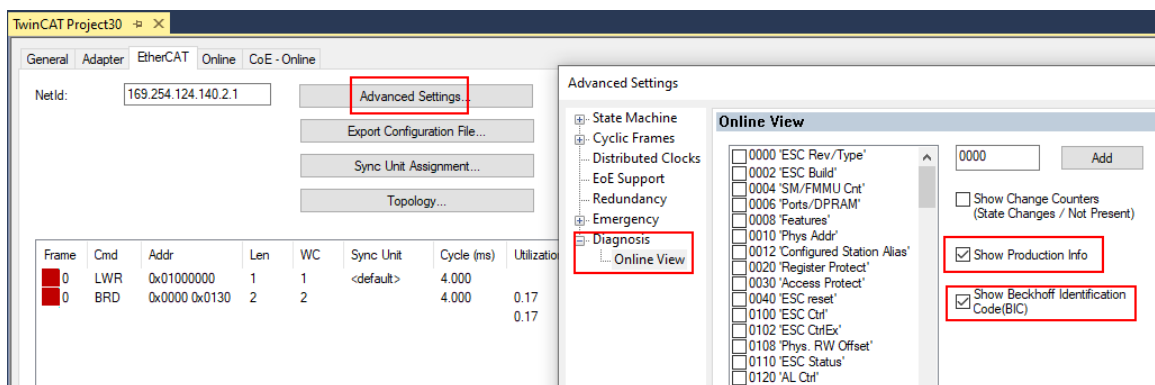 TwinCAT Project30
General Adapter EtherCAT Online CoE - Online
NetId:
169.254.124.140.2.1
Advanced Settings...
Export Configuration File...
Sync Unit Assignment...
Topology...
Frame Cmd Addr Len WC Sync Unit Cycle (ms) Utilizatio
0 LWR 0x01000000 1 1 <default> 4.000
0 BRD 0x0000 0x0130 2 2 4.000 0.17
0.17
Advanced Settings
State Machine
Cyclic Frames
Distributed Clocks
EoE Support
Redundancy
Emergency
Diagnosis
Online View
Online View
0000 'ESC Rev/Type'
0002 'ESC Build'
0004 'SM/FMMU Cnt'
0006 'Ports/DPRAM'
0008 'Features'
0010 'Phys Addr'
0012 'Configured Station Alias'
0020 'Register Protect'
0030 'Access Protect'
0040 'ESC reset'
0100 'ESC Ctrl'
0102 'ESC CtrlEx'
0108 'Phys. RW Offset'
0110 'ESC Status'
0120 'AL Ctrl'
0000
Add
Show Change Counters
(State Changes / Not Present)
Show Production Info
Show Beckhoff Identification
Code(BIC)